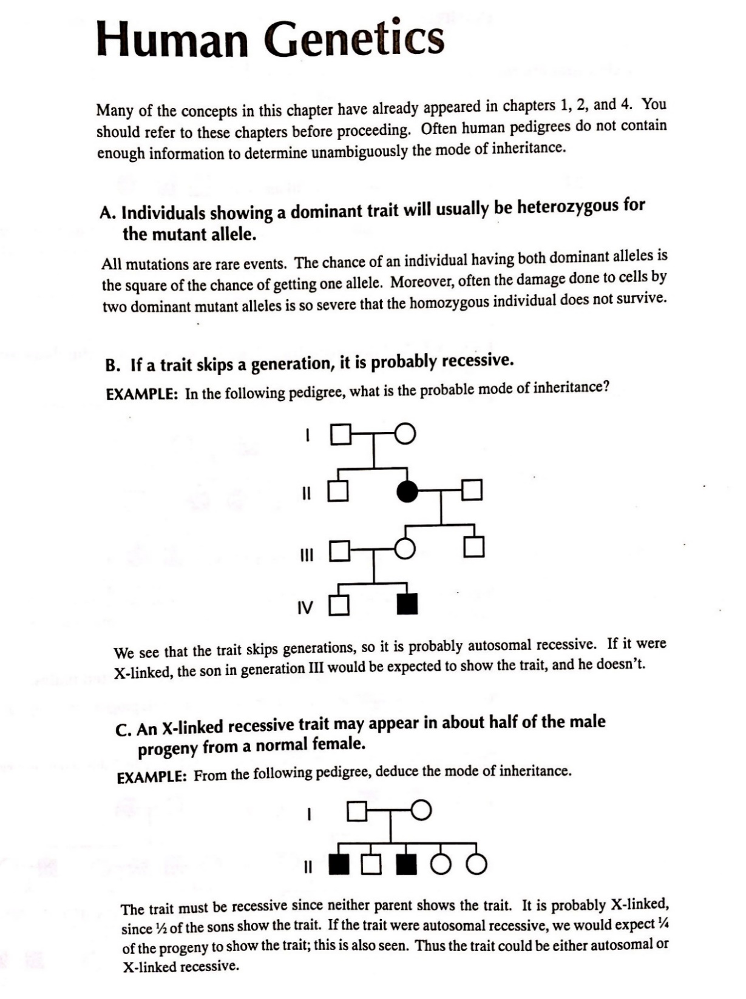 Human Genetics
Many of the concepts in this chapter have already appeared in chapters 1, 2, and 4. You
should refer to these chapters before proceeding. Often human pedigrees do not contain
enough information to determine unambiguously the mode of inheritance.
A. Individuals showing a dominant trait will usually be heterozygous for
the mutant allele.
All mutations are rare events. The chance of an individual having both dominant alleles is
the square of the chance of getting one allele. Moreover, often the damage done to cells by
two dominant mutant alleles is so severe that the homozygous individual does not survive.
B. If a trait skips a generation, it is probably recessive.
EXAMPLE: In the following pedigree, what is the probable mode of inheritance?
I
II
III
IV
We see that the trait skips generations, so it is probably autosomal recessive. If it were
X-linked, the son in generation III would be expected to show the trait, and he doesn't.
C. An X-linked recessive trait may appear in about half of the male
progeny from a normal female.
EXAMPLE: From the following pedigree, deduce the mode of inheritance.
I
II
The trait must be recessive since neither parent shows the trait. It is probably X-linked,
since ½ of the sons show the trait. If the trait were autosomal recessive, we would expect ¼
of the progeny to show the trait; this is also seen. Thus the trait could be either autosomal or
X-linked recessive.